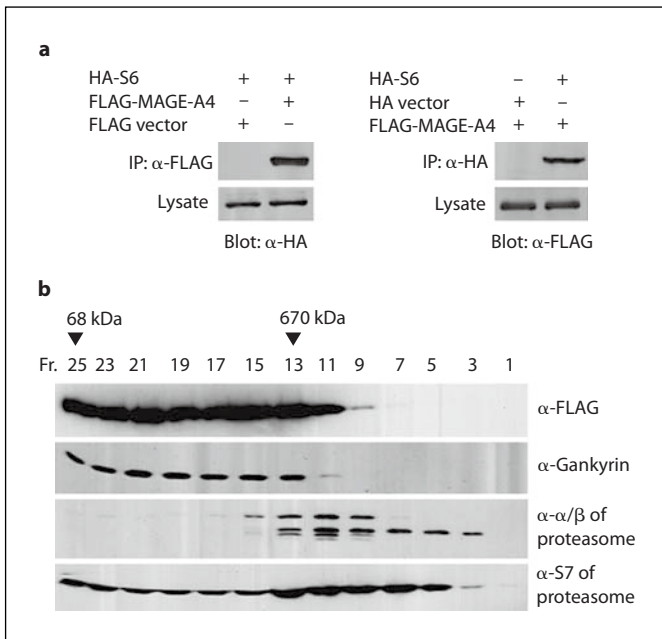 a
HA-S6 + +
FLAG-MAGE-A4 – +
FLAG vector + –
IP: α-FLAG
Lysate
Blot: α-HA
HA-S6 – +
HA vector + –
FLAG-MAGE-A4 + +
IP: α-HA
Lysate
Blot: α-FLAG
b
68 kDa 670 kDa
Fr. 25 23 21 19 17 15 13 11 9 7 5 3 1
α-FLAG
α-Gankyrin
α-α/β of
proteasome
α-S7 of
proteasome